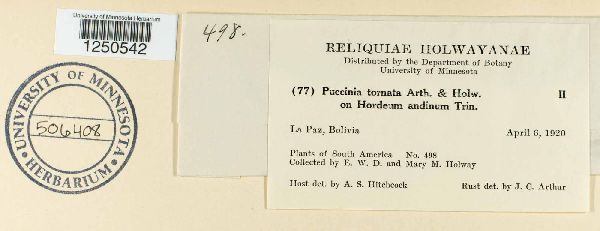 University of Minnesota Herbarium
1250542
UNIVERSITY OF MINNESOTA
HERBARIUM
506408
498.
RELIQUIAE HOLWAYANAE
Distributed by the Department of Botany
University of Minnesota
(77) Puccinia tornata Arth. & Holw. II
on Hordeum andinum Trin.
La Paz, Bolivia April 6, 1920
Plants of South America No. 498
Collected by E. W. D. and Mary M. Holway
Host det. by A. S. Hitchcock Rust det. by J. C. Arthur